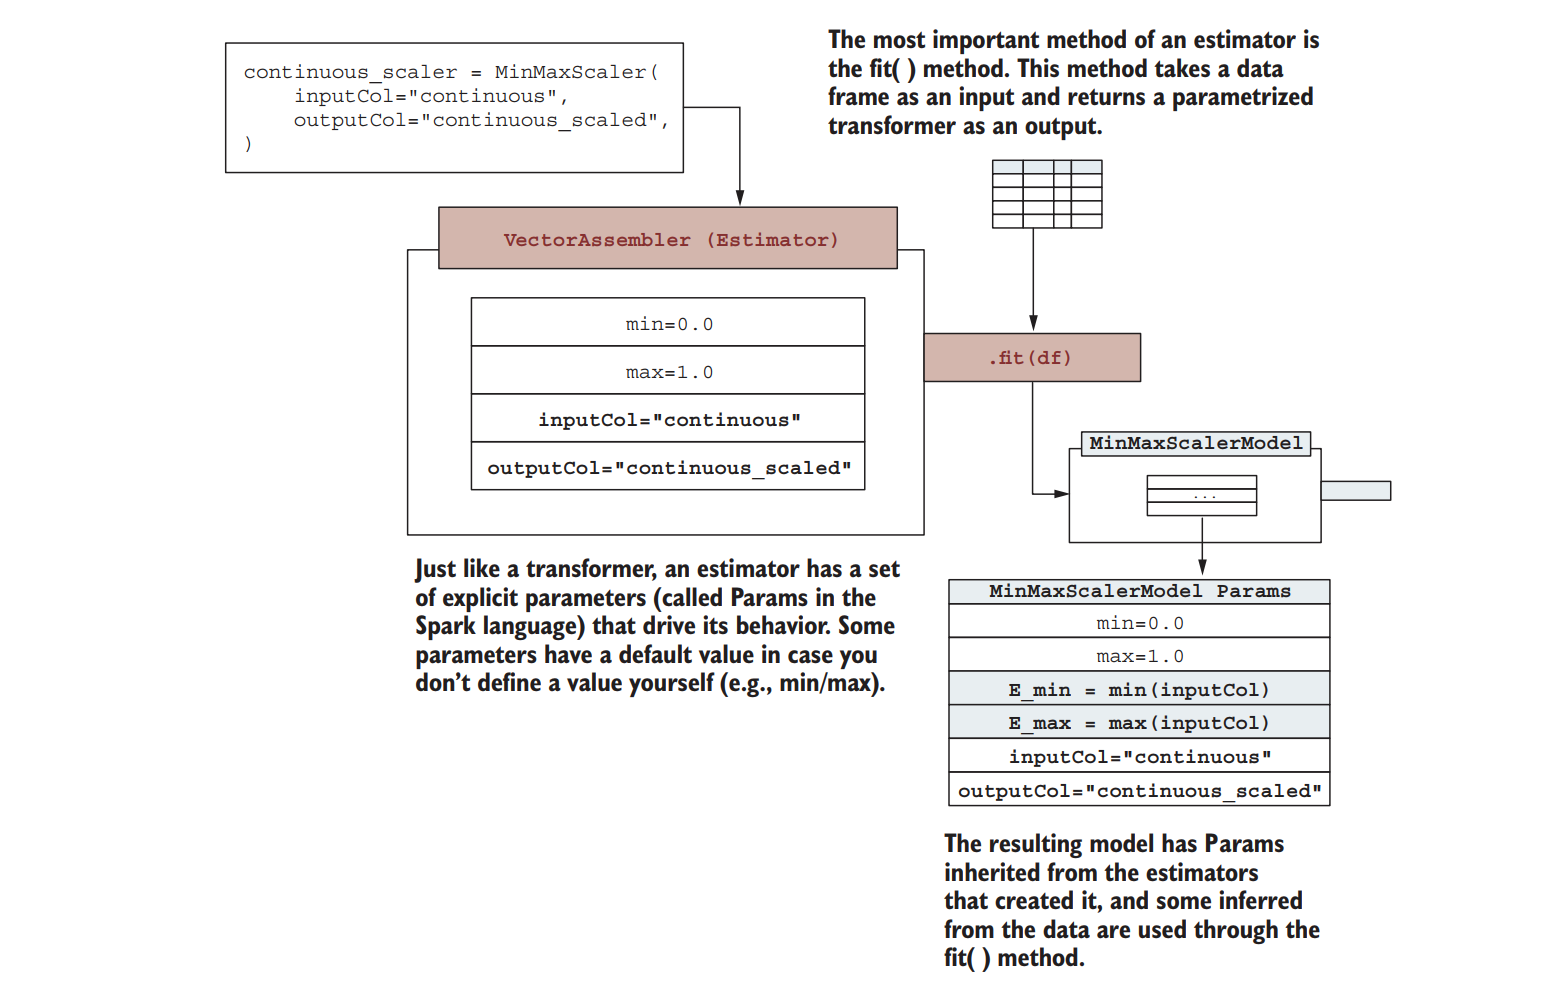 continuous_scaler = MinMaxScaler(
    inputCol="continuous",
    outputCol="continuous_scaled",
)
The most important method of an estimator is
the fit( ) method. This method takes a data
frame as an input and returns a parametrized
transformer as an output.
VectorAssembler (Estimator)
min=0.0
max=1.0
inputCol="continuous"
outputCol="continuous_scaled"
.fit(df)
MinMaxScalerModel
...
Just like a transformer, an estimator has a set
of explicit parameters (called Params in the
Spark language) that drive its behavior. Some
parameters have a default value in case you
don't define a value yourself (e.g., min/max).
MinMaxScalerModel Params
min=0.0
max=1.0
E_min = min(inputCol)
E_max = max(inputCol)
inputCol="continuous"
outputCol="continuous_scaled"
The resulting model has Params
inherited from the estimators
that created it, and some inferred
from the data are used through the
fit( ) method.